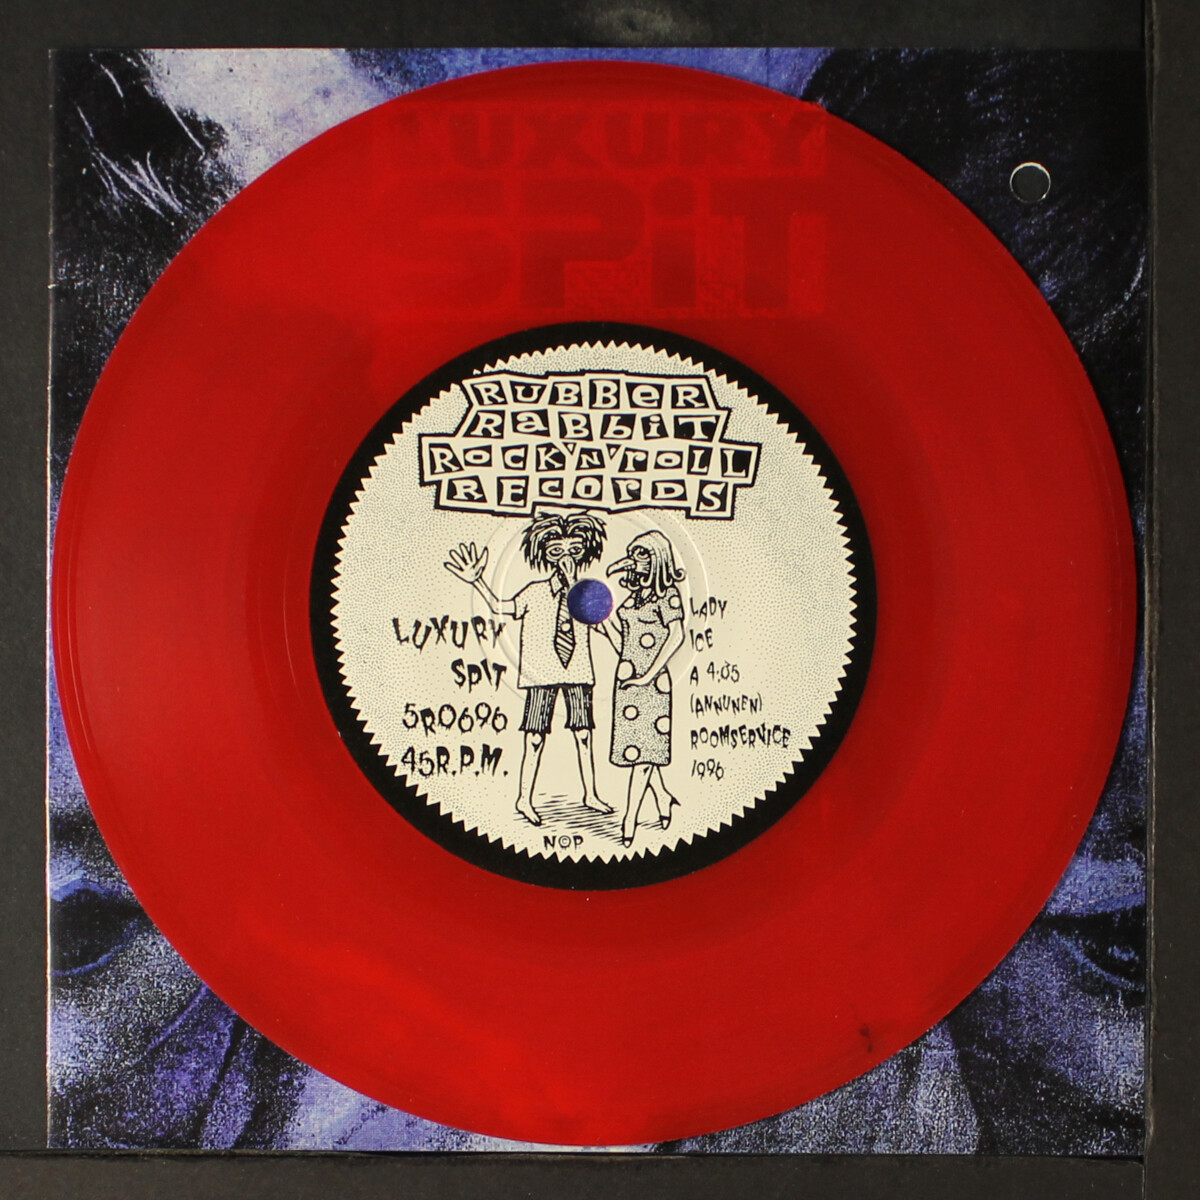 LUXURY
SPiT
RUBBeR
RaBbiT
ROCK'N'rOLL
RECOrDS
LUXURY
SPIT
5R0696
45R.P.M.
LADY
ICE
A 4:05
(ANNUNEN)
ROOMSERVICE
1996
N©P